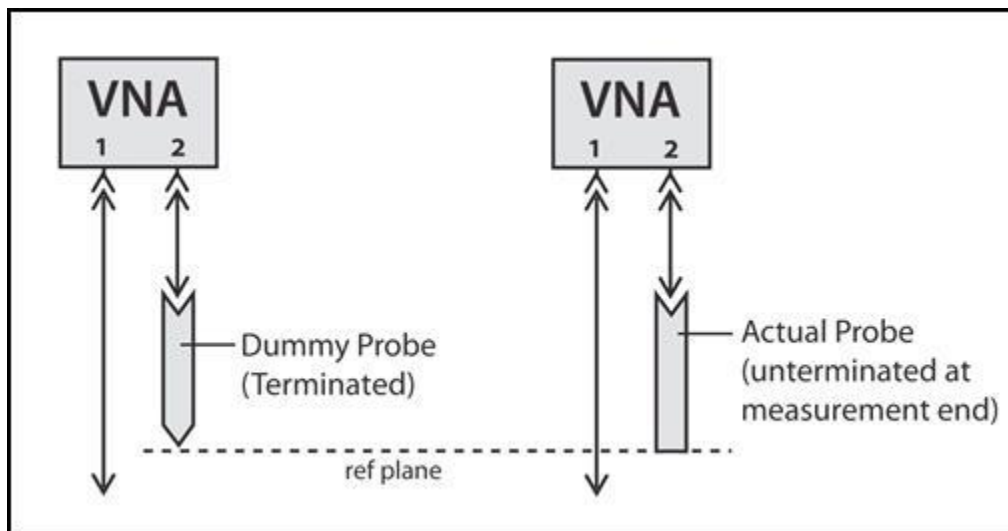 VNA
1 2
Dummy Probe
(Terminated)
VNA
1 2
Actual Probe
(unterminated at
measurement end)
ref plane